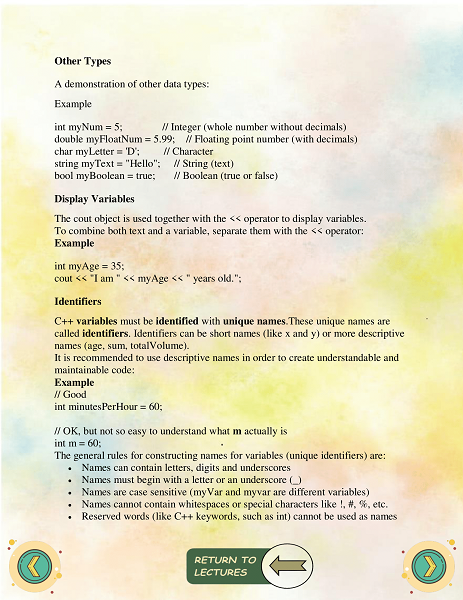 Other Types
A demonstration of other data types:
Example
int myNum = 5; // Integer (whole number without decimals)
double myFloatNum = 5.99; // Floating point number (with decimals)
char myLetter = 'D'; // Character
string myText = "Hello"; // String (text)
bool myBoolean = true; // Boolean (true or false)
Display Variables
The cout object is used together with the << operator to display variables.
To combine both text and a variable, separate them with the << operator:
Example
int myAge = 35;
cout << "I am " << myAge << " years old.";
Identifiers
C++ variables must be identified with unique names.These unique names are
called identifiers. Identifiers can be short names (like x and y) or more descriptive
names (age, sum, totalVolume).
It is recommended to use descriptive names in order to create understandable and
maintainable code:
Example
// Good
int minutesPerHour = 60;
// OK, but not so easy to understand what m actually is
int m = 60;
The general rules for constructing names for variables (unique identifiers) are:
• Names can contain letters, digits and underscores
• Names must begin with a letter or an underscore (_)
• Names are case sensitive (myVar and myvar are different variables)
• Names cannot contain whitespaces or special characters like !, #, %, etc.
• Reserved words (like C++ keywords, such as int) cannot be used as names
RETURN TO
LECTURES